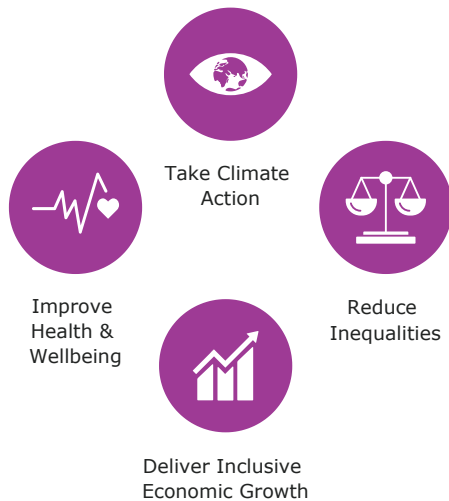 Take Climate
Action
Improve
Health &
Wellbeing
Reduce
Inequalities
Deliver Inclusive
Economic Growth